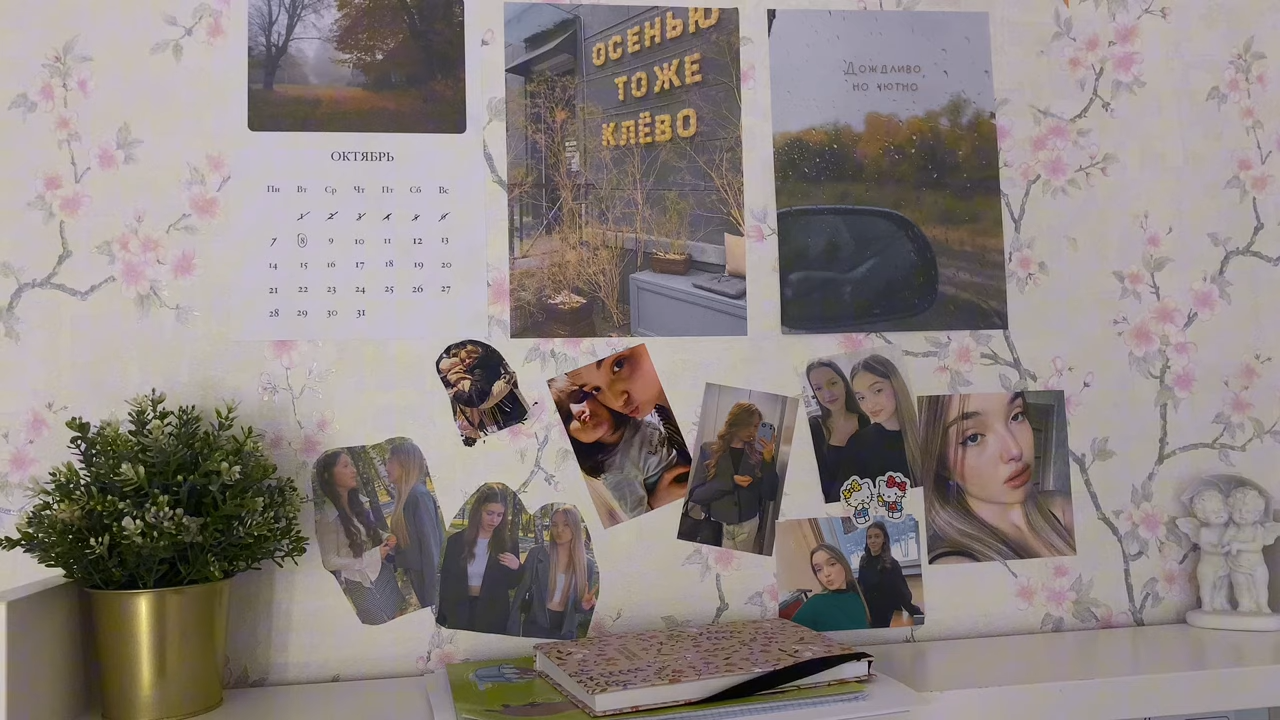 ОКТЯБРЬ
Пн Вт Ср Чт Пт Сб Вс
1 2 3 4 5 6
7 8 9 10 11 12 13
14 15 16 17 18 19 20
21 22 23 24 25 26 27
28 29 30 31
ОСЕНЬЮ
ТО ЖЕ
КЛЁВО
Дождливо
но уютно